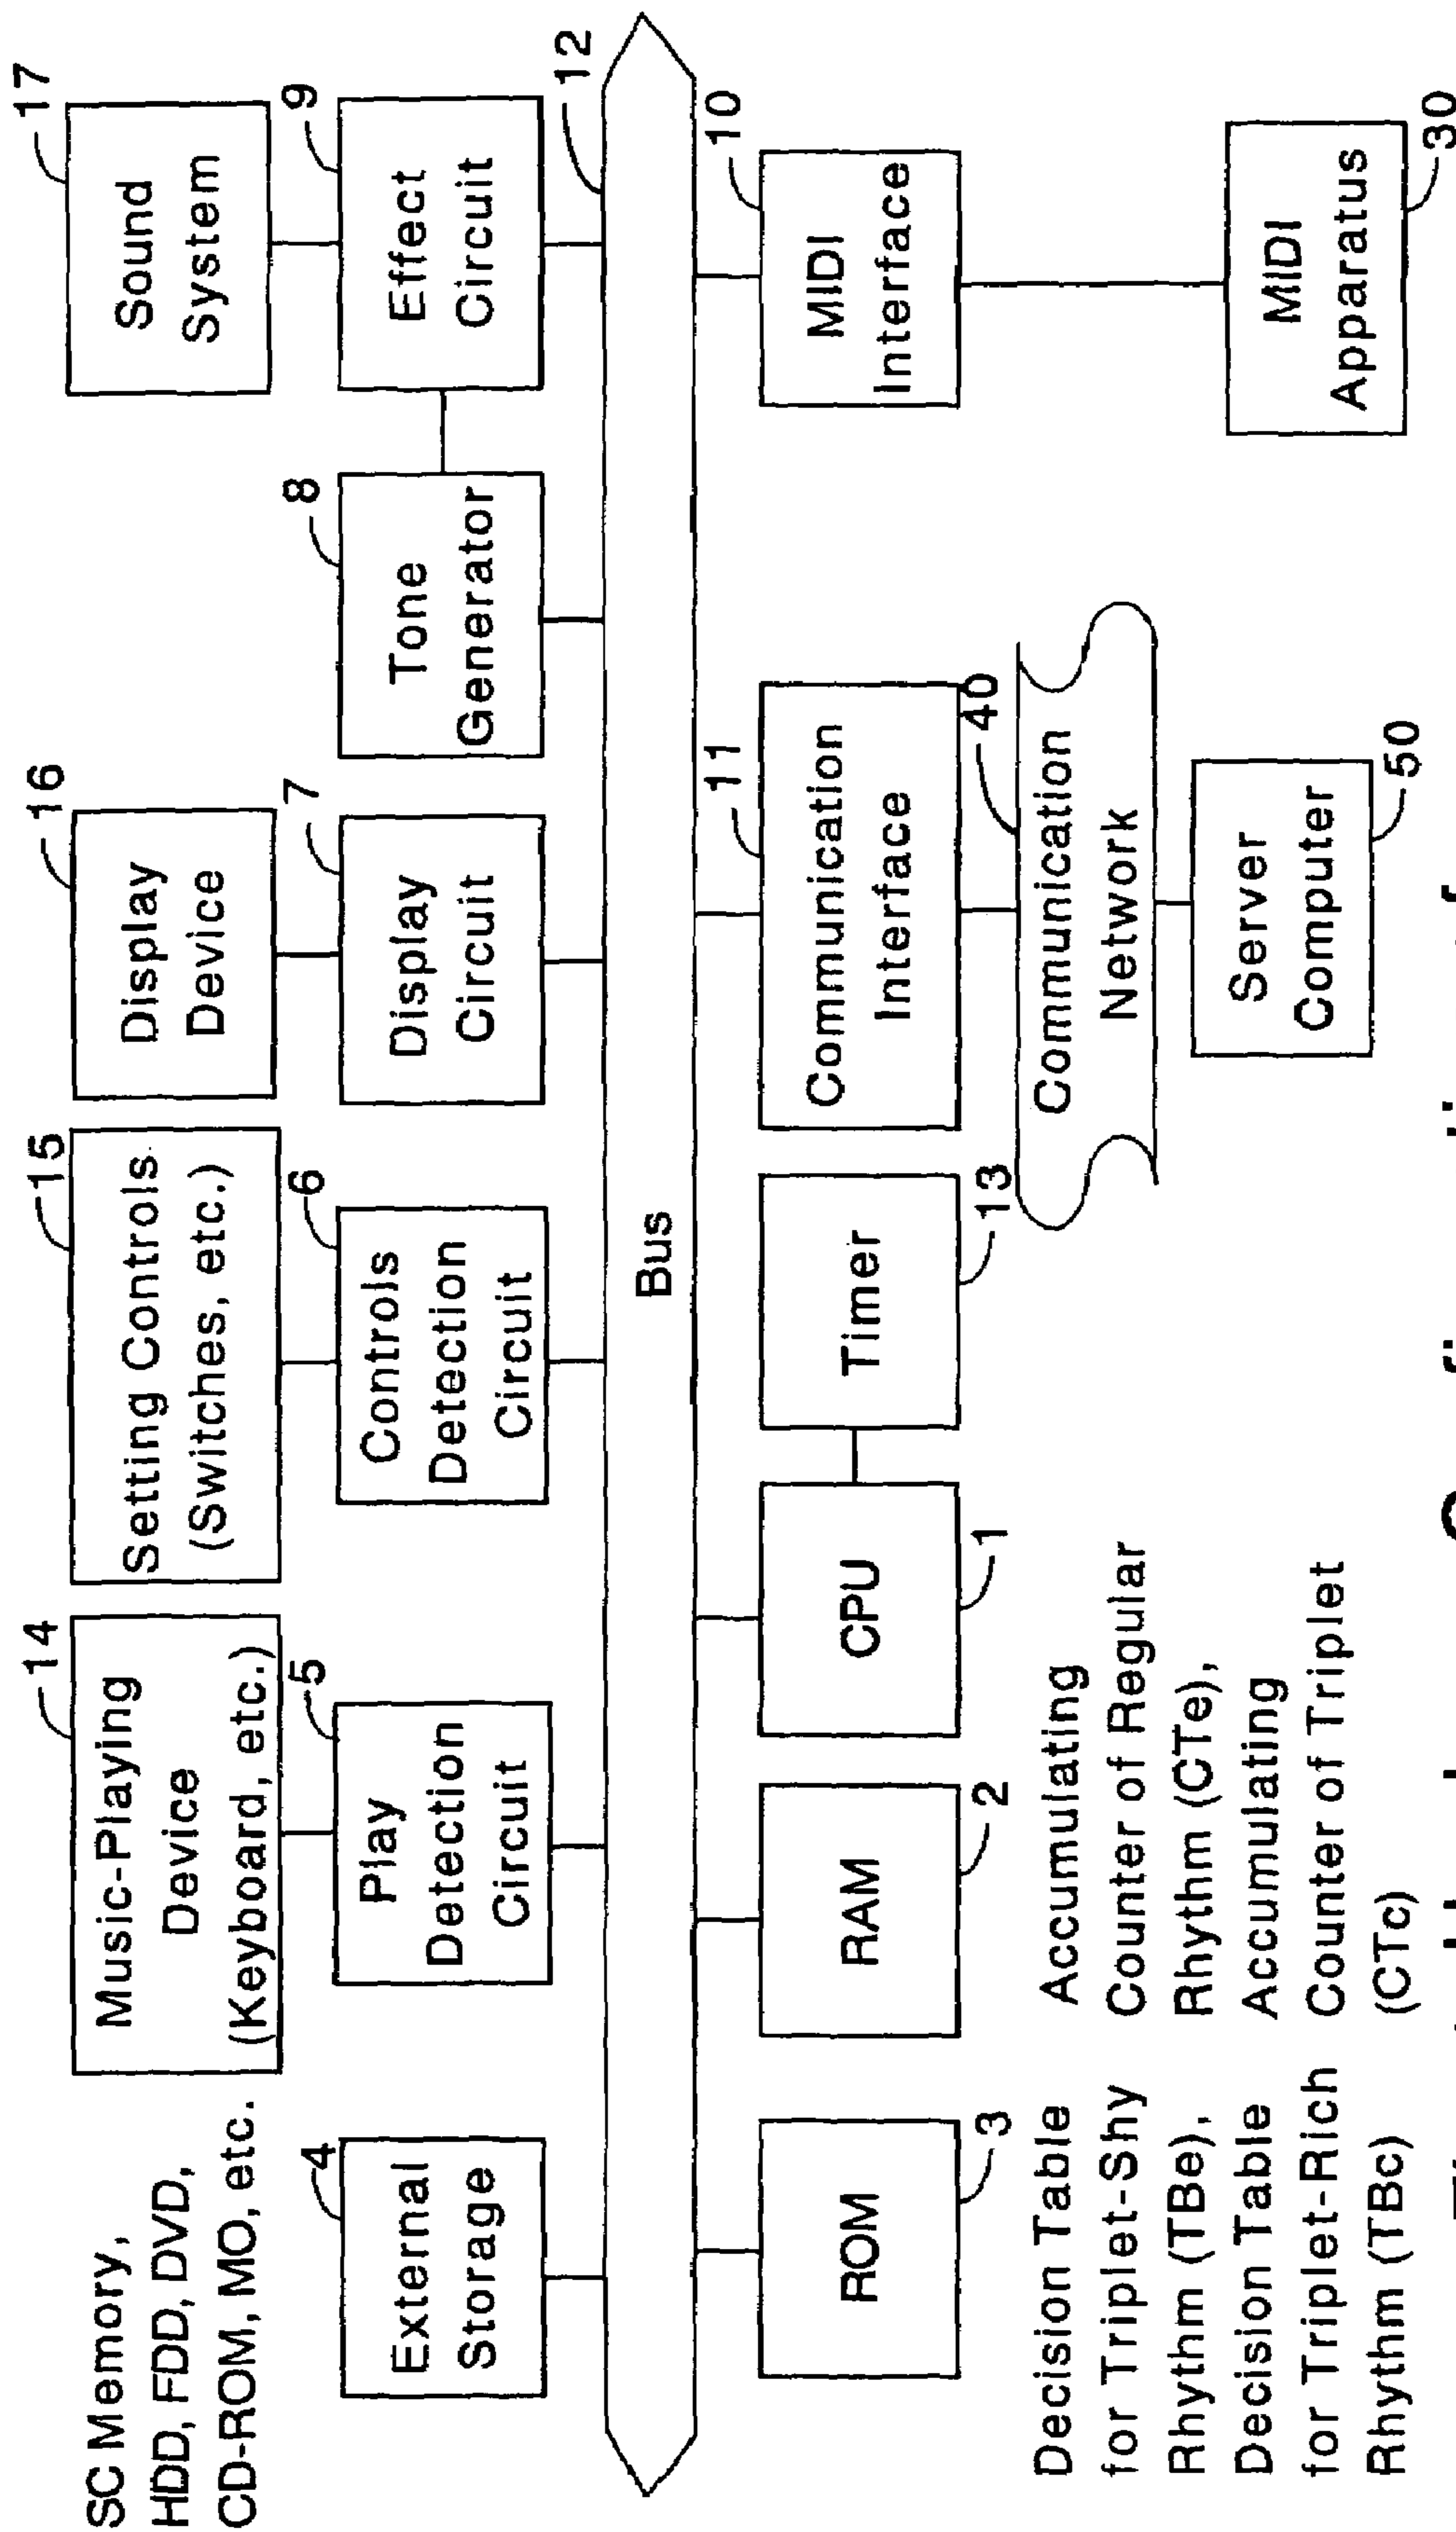 SC Memory,
HDD, FDD, DVD,
CD-ROM, MO, etc.
14
Music-Playing
Device
(Keyboard, etc.)
15
Setting Controls
(Switches, etc.)
16
Display
Device
17
Sound
System
4
External
Storage
5
Play
Detection
Circuit
6
Controls
Detection
Circuit
7
Display
Circuit
8
Tone
Generator
9
Effect
Circuit
12
Bus
ROM
3
RAM
2
CPU
1
Timer
13
11
Communication
Interface
10
MIDI
Interface
40
Communication
Network
Server
Computer
50
MIDI
Apparatus
30
Decision Table
for Triplet-Shy
Rhythm (TBe),
Decision Table
for Triplet-Rich
Rhythm (TBc)
Accumulating
Counter of Regular
Rhythm (CTe),
Accumulating
Counter of Triplet
(CTc)